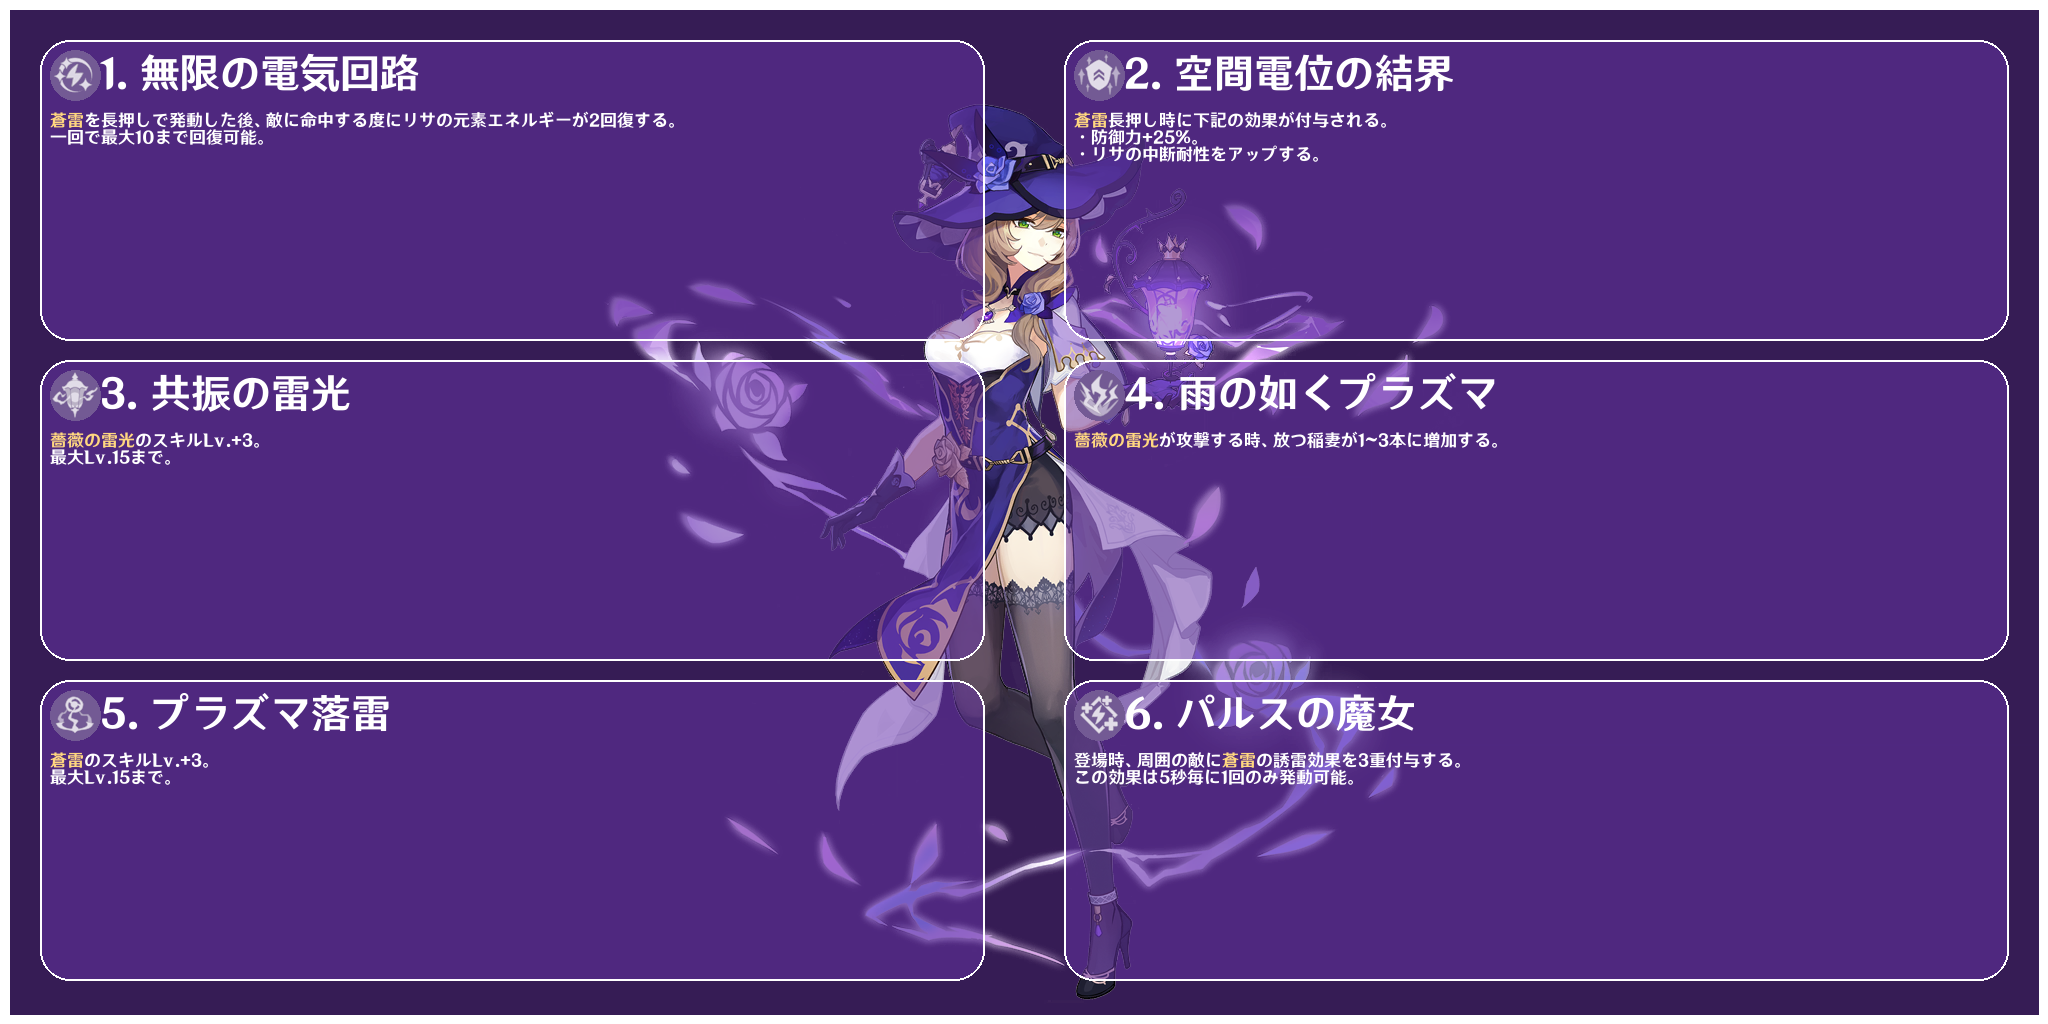 1. 無限の電気回路
蒼雷を長押しで発動した後、敵に命中する度にリサの元素エネルギーが2回復する。
一回で最大10まで回復可能。
2. 空間電位の結界
蒼雷長押し時に下記の効果が付与される。
・防御力+25%。
・リサの中断耐性をアップする。
3. 共振の雷光
薔薇の雷光のスキルLv.+3。
最大Lv.15まで。
4. 雨の如くプラズマ
薔薇の雷光が攻撃する時、放つ稲妻が1~3本に増加する。
5. プラズマ落雷
蒼雷のスキルLv.+3。
最大Lv.15まで。
6. パルスの魔女
登場時、周囲の敵に蒼雷の誘雷効果を3重付与する。
この効果は5秒毎に1回のみ発動可能。